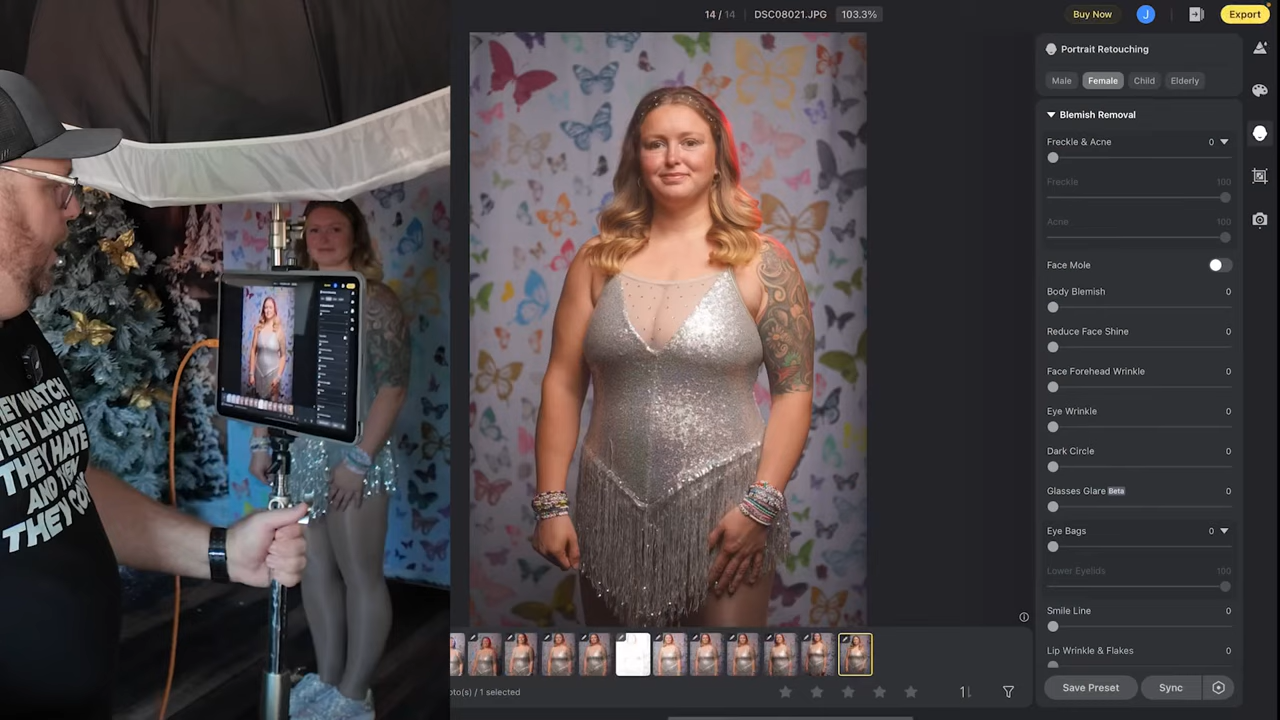 THEY WATCH
THEY LAUGH
THEY HATE
AND THEN
THEY COPY
14 / 14
DSC08021.JPG
103.3%
Buy Now
J
Export
Portrait Retouching
Male
Female
Child
Elderly
Blemish Removal
Freckle & Acne
0
Freckle
100
Acne
100
Face Mole
Body Blemish
0
Reduce Face Shine
0
Face Forehead Wrinkle
0
Eye Wrinkle
0
Dark Circle
0
Glasses Glare Beta
0
Eye Bags
0
Lower Eyelids
100
Smile Line
0
Lip Wrinkle & Flakes
0
oto(s) / 1 selected
Save Preset
Sync